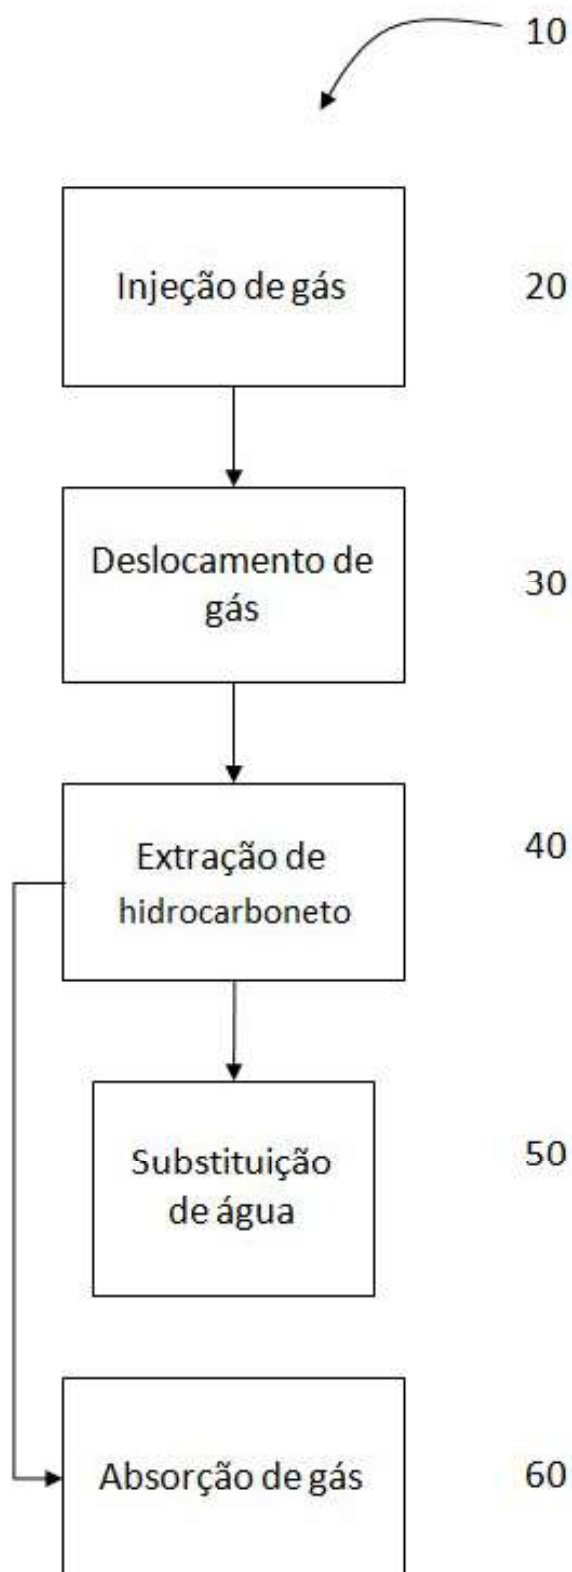 10
Injeção de gás
20
Deslocamento de
gás
30
Extração de
hidrocarboneto
40
Substituição
de água
50
Absorção de gás
60